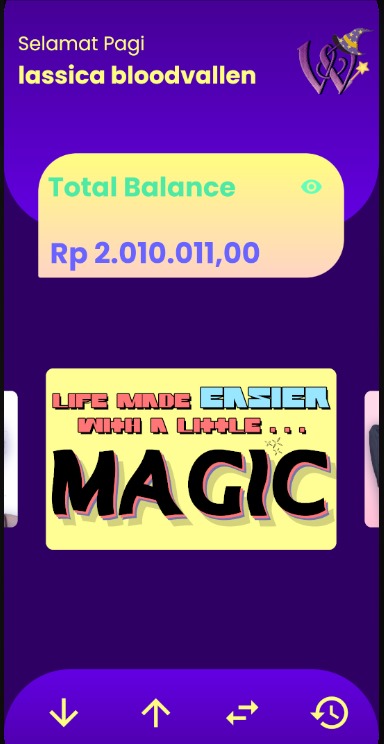 Selamat Pagi
lassica bloodvallen
Total Balance
Rp 2.010.011,00
LIFE MADE EASIER
WITH A LITTLE...
MAGIC